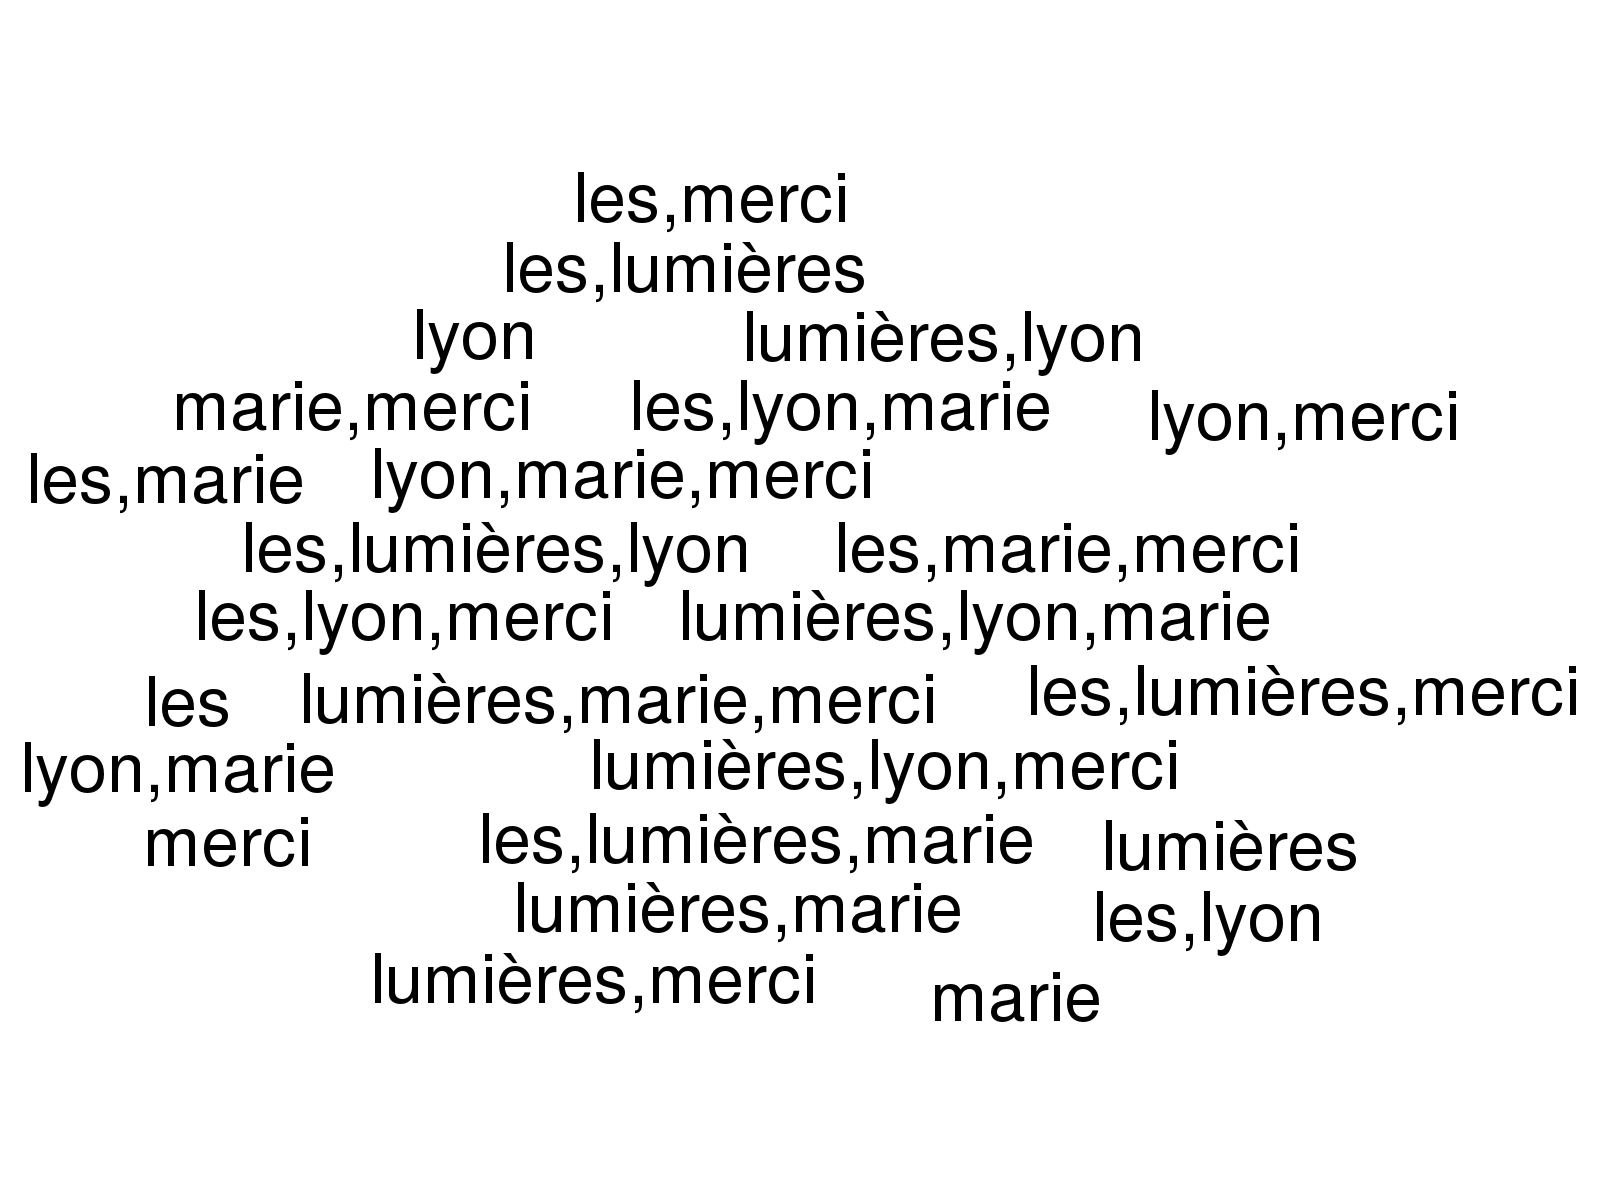 les,merci
les,lumières
lyon lumières,lyon
marie,merci les,lyon,marie lyon,merci
les,marie lyon,marie,merci
les,lumières,lyon les,marie,merci
les,lyon,merci lumières,lyon,marie
les lumières,marie,merci les,lumières,merci
lyon,marie lumières,lyon,merci
merci les,lumières,marie lumières
lumières,marie les,lyon
lumières,merci marie